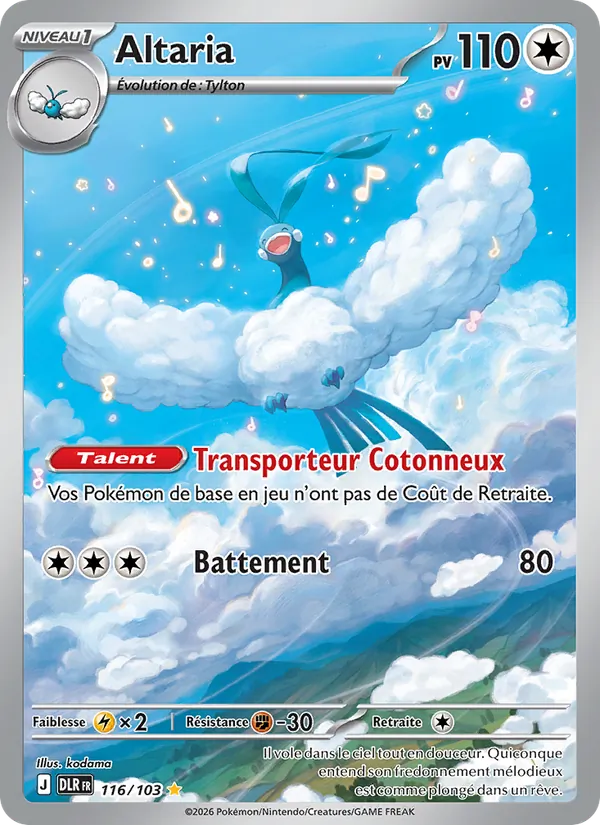 NIVEAU 1
Altaria
PV 110
Évolution de : Tylton
Talent Transporteur Cotonneux
Vos Pokémon de base en jeu n'ont pas de Coût de Retraite.
Battement 80
Faiblesse ×2 Résistance -30 Retraite
Illus. kodama
Il vole dans le ciel tout en douceur. Quiconque
entend son fredonnement mélodieux
est comme plongé dans un rêve.
J DLR FR 116/103
©2026 Pokémon/Nintendo/Creatures/GAME FREAK